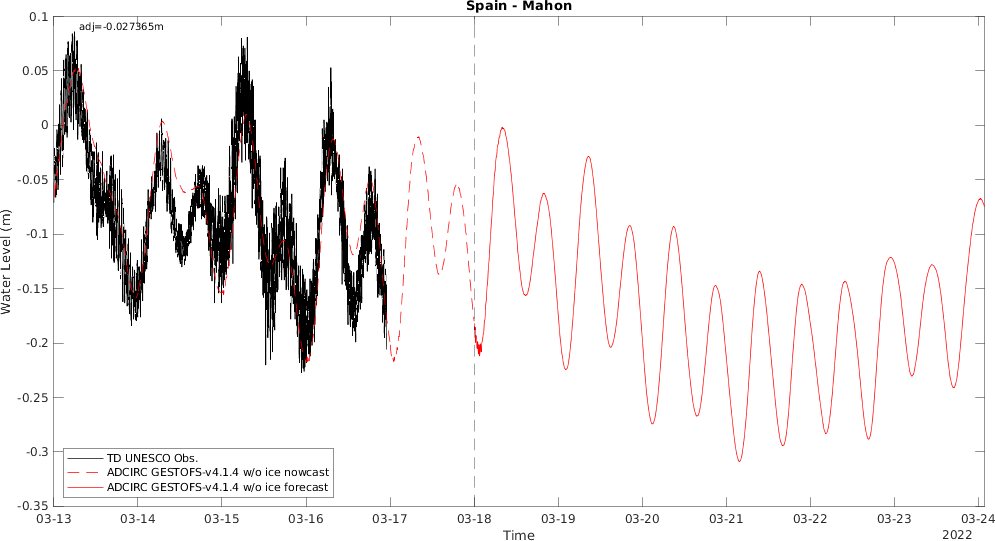 Spain - Mahon
adj=-0.027365m
0.1
0.05
0
-0.05
-0.1
-0.15
-0.2
-0.25
-0.3
-0.35
Water Level (m)
TD UNESCO Obs.
ADCIRC GESTOFS-v4.1.4 w/o ice nowcast
ADCIRC GESTOFS-v4.1.4 w/o ice forecast
03-13 03-14 03-15 03-16 03-17 03-18 03-19 03-20 03-21 03-22 03-23 03-24
Time
2022